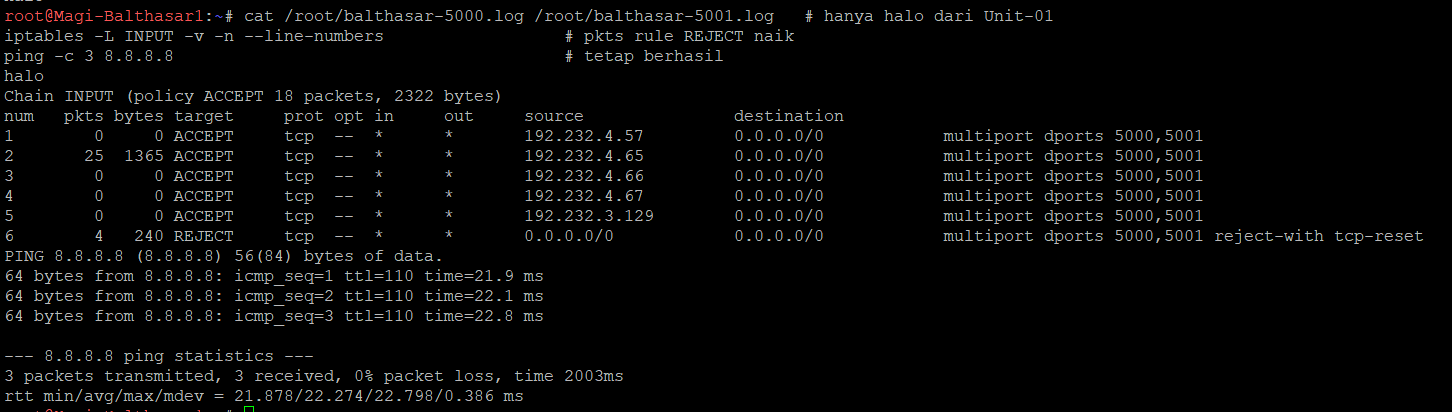 root@Magi-Balthasar1:~# cat /root/balthasar-5000.log /root/balthasar-5001.log   # hanya halo dari Unit-01
iptables -L INPUT -v -n --line-numbers                  # pkts rule REJECT naik
ping -c 3 8.8.8.8                                       # tetap berhasil
halo
Chain INPUT (policy ACCEPT 18 packets, 2322 bytes)
num   pkts bytes target     prot opt in     out     source               destination
1        0     0 ACCEPT     tcp  --  *      *       192.232.4.57         0.0.0.0/0            multiport dports 5000,5001
2       25  1365 ACCEPT     tcp  --  *      *       192.232.4.65         0.0.0.0/0            multiport dports 5000,5001
3        0     0 ACCEPT     tcp  --  *      *       192.232.4.66         0.0.0.0/0            multiport dports 5000,5001
4        0     0 ACCEPT     tcp  --  *      *       192.232.4.67         0.0.0.0/0            multiport dports 5000,5001
5        0     0 ACCEPT     tcp  --  *      *       192.232.3.129        0.0.0.0/0            multiport dports 5000,5001
6        4   240 REJECT     tcp  --  *      *       0.0.0.0/0            0.0.0.0/0            multiport dports 5000,5001 reject-with tcp-reset
PING 8.8.8.8 (8.8.8.8) 56(84) bytes of data.
64 bytes from 8.8.8.8: icmp_seq=1 ttl=110 time=21.9 ms
64 bytes from 8.8.8.8: icmp_seq=2 ttl=110 time=22.1 ms
64 bytes from 8.8.8.8: icmp_seq=3 ttl=110 time=22.8 ms

--- 8.8.8.8 ping statistics ---
3 packets transmitted, 3 received, 0% packet loss, time 2003ms
rtt min/avg/max/mdev = 21.878/22.274/22.798/0.386 ms